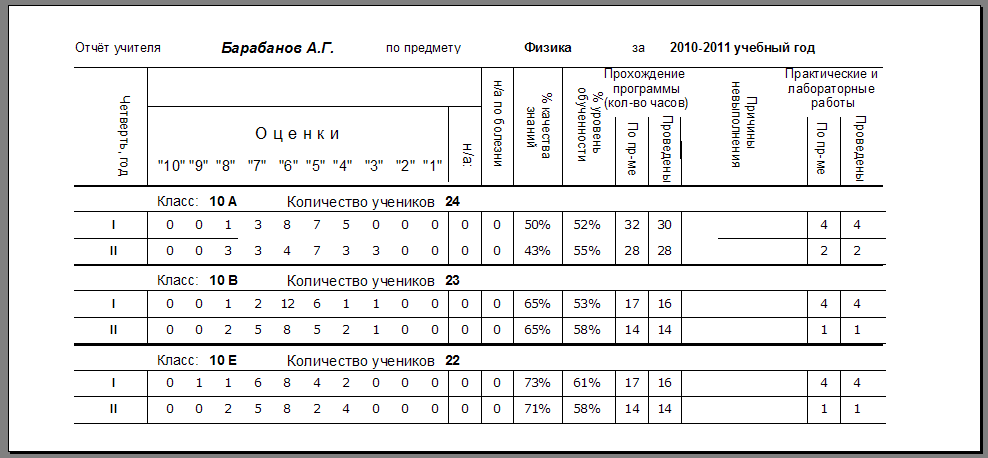 Отчёт учителя Барабанов А.Г. по предмету Физика за 2010-2011 учебный год
Четверть, год
Оценки
"10" "9" "8" "7" "6" "5" "4" "3" "2" "1"
н/а:
н/а по болезни
% качества знаний
% уровень обученности
Прохождение
программы
(кол-во часов)
По пр-ме
Проведены
Причины
невыполнения
Практические и
лабораторные
работы
По пр-ме
Проведены
Класс: 10 А Количество учеников 24
I 0 0 1 3 8 7 5 0 0 0 0 0 50% 52% 32 30 4 4
II 0 0 3 3 4 7 3 3 0 0 0 0 43% 55% 28 28 2 2
Класс: 10 В Количество учеников 23
I 0 0 1 2 12 6 1 1 0 0 0 0 65% 53% 17 16 4 4
II 0 0 2 5 8 5 2 1 0 0 0 0 65% 58% 14 14 1 1
Класс: 10 Е Количество учеников 22
I 0 1 1 6 8 4 2 0 0 0 0 0 73% 61% 17 16 4 4
II 0 0 2 5 8 2 4 0 0 0 0 0 71% 58% 14 14 1 1